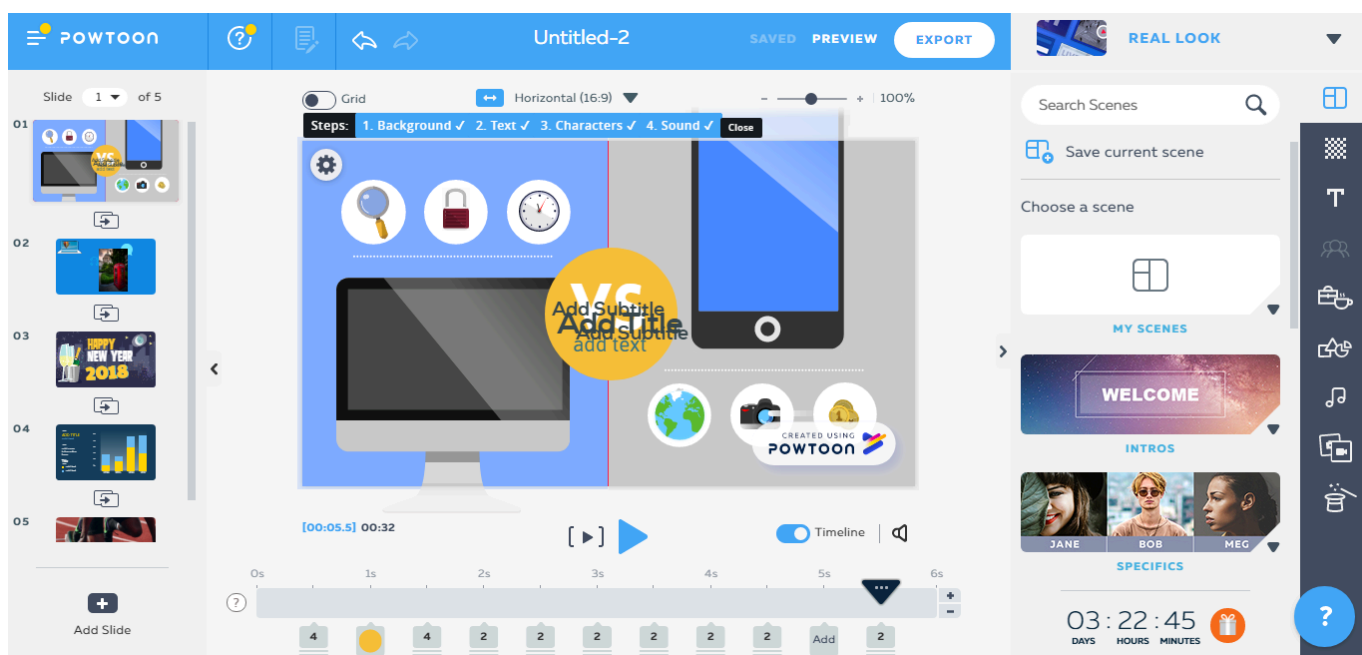 POWTOON
Untitled-2
SAVED
PREVIEW
EXPORT
REAL LOOK
Slide 1 of 5
01
VS
02
03
HAPPY
NEW YEAR
2018
04
ADD TITLE
05
Add Slide
Grid
Horizontal (16:9)
- + 100%
Steps: 1. Background ✓ 2. Text ✓ 3. Characters ✓ 4. Sound ✓ Close
VS
Add Subtitle
Add Title
Add Subtitle
add text
CREATED USING
POWTOON
[00:05.5] 00:32
Timeline
0s 1s 2s 3s 4s 5s 6s
?
+
-
4 4 2 2 2 2 2 2 Add 2
Search Scenes
Save current scene
Choose a scene
MY SCENES
WELCOME
INTROS
JANE BOB MEG
SPECIFICS
03 : 22 : 45
DAYS HOURS MINUTES
?